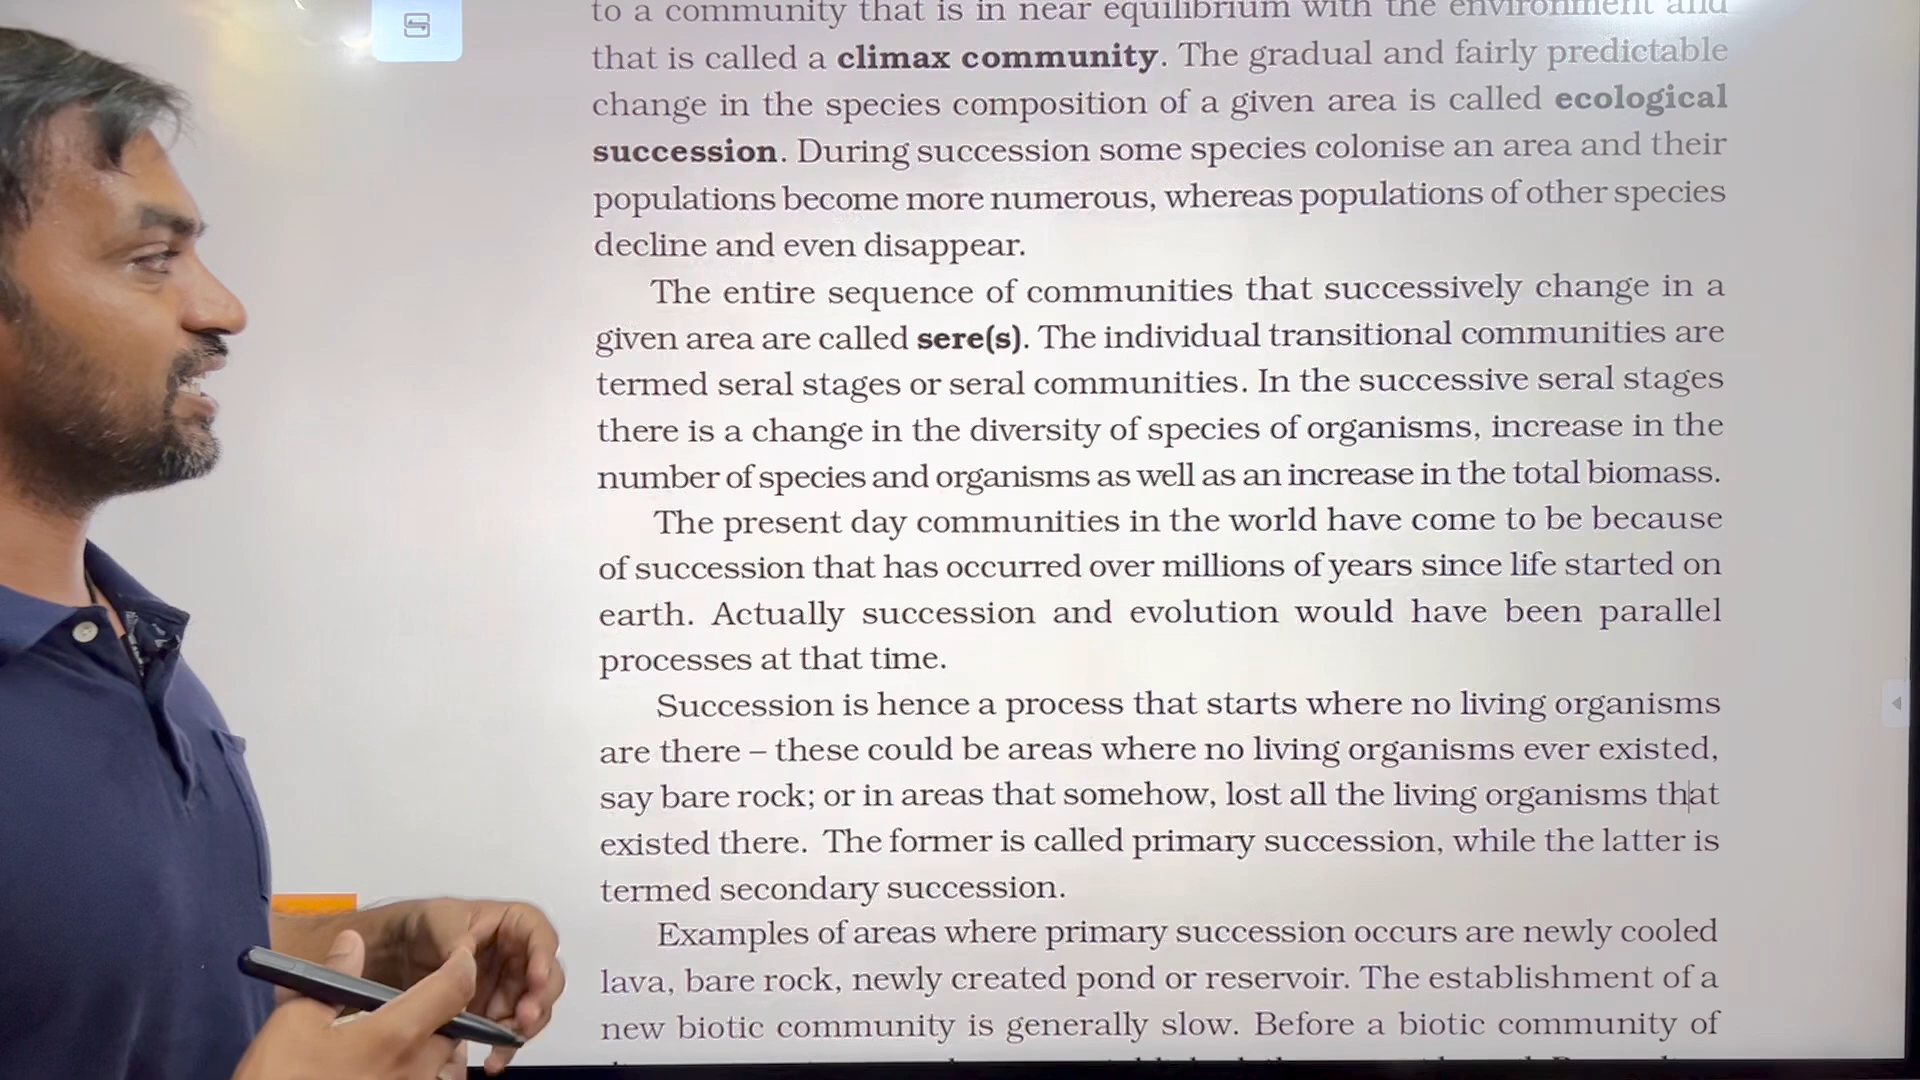 to a community that is in near equilibrium with the environment and
that is called a climax community. The gradual and fairly predictable
change in the species composition of a given area is called ecological
succession. During succession some species colonise an area and their
populations become more numerous, whereas populations of other species
decline and even disappear.
The entire sequence of communities that successively change in a
given area are called sere(s). The individual transitional communities are
termed seral stages or seral communities. In the successive seral stages
there is a change in the diversity of species of organisms, increase in the
number of species and organisms as well as an increase in the total biomass.
The present day communities in the world have come to be because
of succession that has occurred over millions of years since life started on
earth. Actually succession and evolution would have been parallel
processes at that time.
Succession is hence a process that starts where no living organisms
are there – these could be areas where no living organisms ever existed,
say bare rock; or in areas that somehow, lost all the living organisms that
existed there. The former is called primary succession, while the latter is
termed secondary succession.
Examples of areas where primary succession occurs are newly cooled
lava, bare rock, newly created pond or reservoir. The establishment of a
new biotic community is generally slow. Before a biotic community of